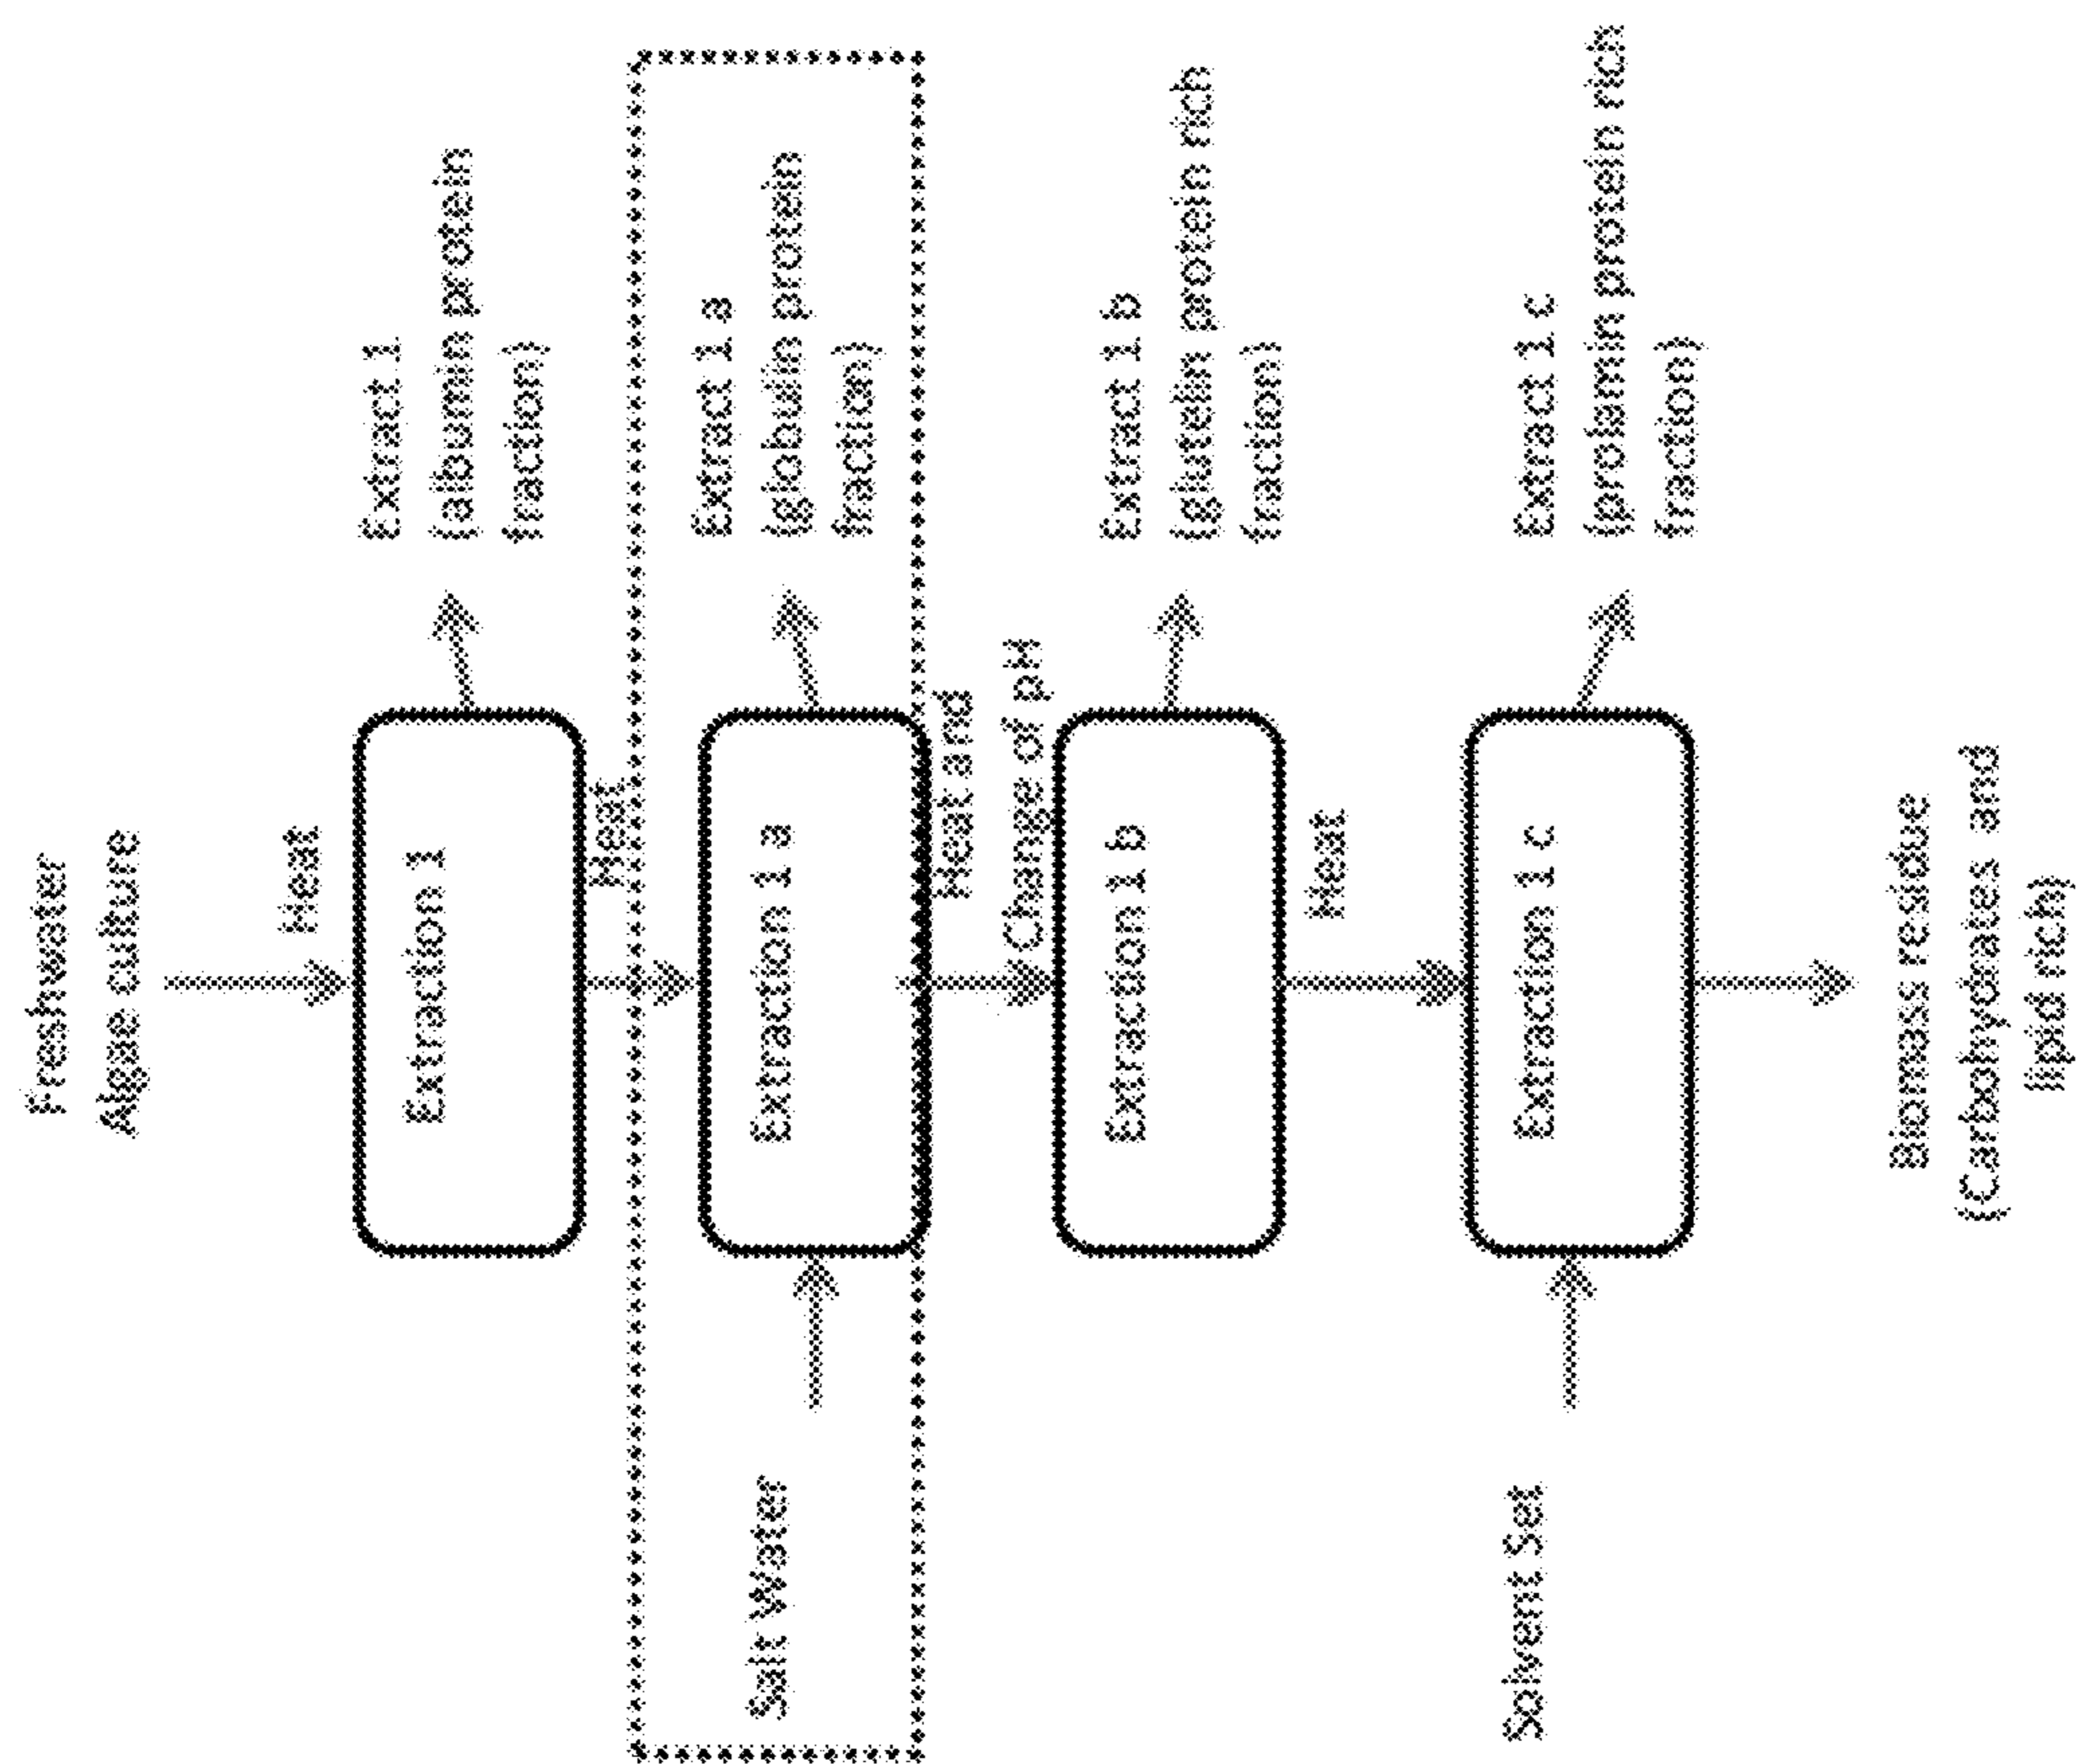 Freshwater
Algae culture
Heat
Extraction 1
Extract 1
(albumin protein
fraction)
Heat
Salt Water
Extraction 1 a
Extract 1 a
(globulin protein
fraction)
Heat and
Change of pH
Extraction 1 b
Extract 1 b
(glutelin protein rich
fraction)
Heat
Solvent Set
Extraction 1 c
Extract 1 c
(prolamin protein rich
fraction)
Biomass residue
(Carbohydrates and
lipid rich)